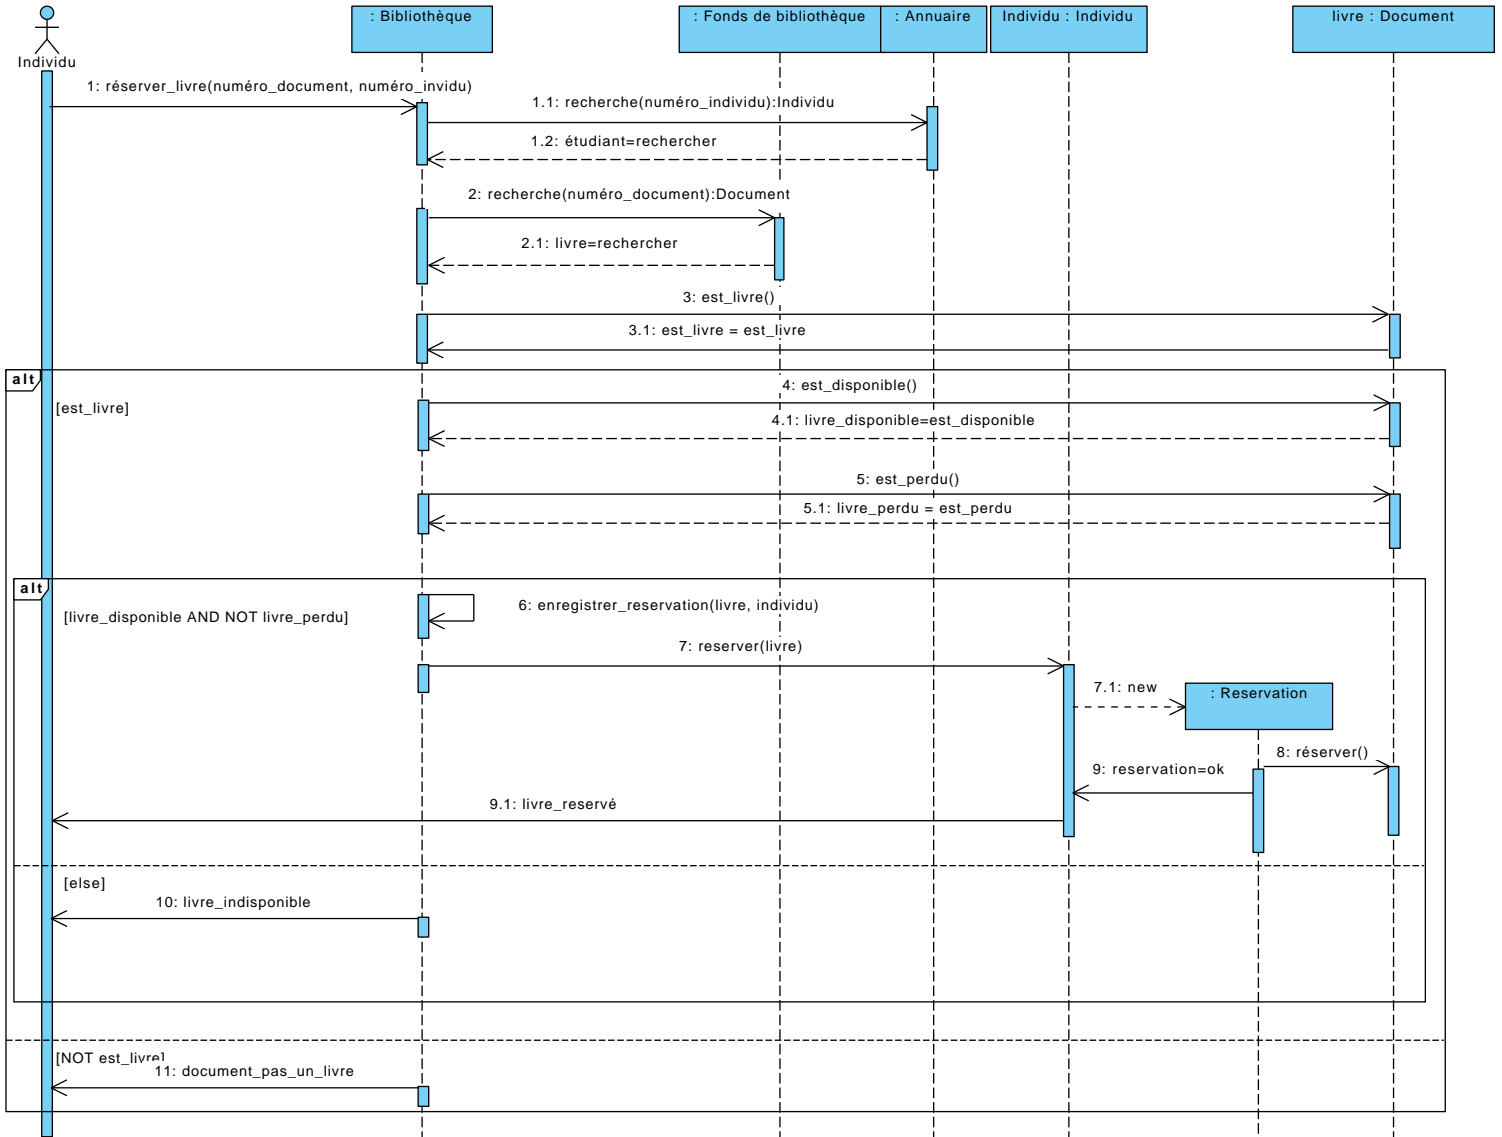 : Bibliothèque
: Fonds de bibliothèque
: Annuaire
Individu : Individu
livre : Document
Individu
1: réserver_livre(numéro_document, numéro_invidu)
1.1: recherche(numéro_individu):Individu
1.2: étudiant=rechercher
2: recherche(numéro_document):Document
2.1: livre=rechercher
3: est_livre()
3.1: est_livre = est_livre
alt
4: est_disponible()
[est_livre]
4.1: livre_disponible=est_disponible
5: est_perdu()
5.1: livre_perdu = est_perdu
alt
6: enregistrer_reservation(livre, individu)
[livre_disponible AND NOT livre_perdu]
7: reserver(livre)
7.1: new
: Reservation
8: réserver()
9: reservation=ok
9.1: livre_reservé
[else]
10: livre_indisponible
[NOT est_livre]
11: document_pas_un_livre